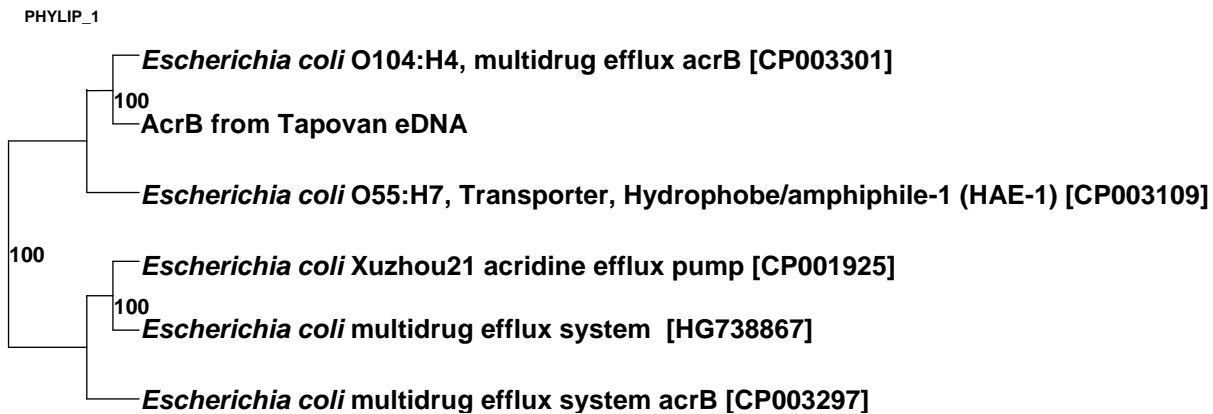 PHYLIP_1
Escherichia coli O104:H4, multidrug efflux acrB [CP003301]
100
AcrB from Tapovan eDNA
Escherichia coli O55:H7, Transporter, Hydrophobe/amphiphile-1 (HAE-1) [CP003109]
100
Escherichia coli Xuzhou21 acridine efflux pump [CP001925]
100
Escherichia coli multidrug efflux system [HG738867]
Escherichia coli multidrug efflux system acrB [CP003297]